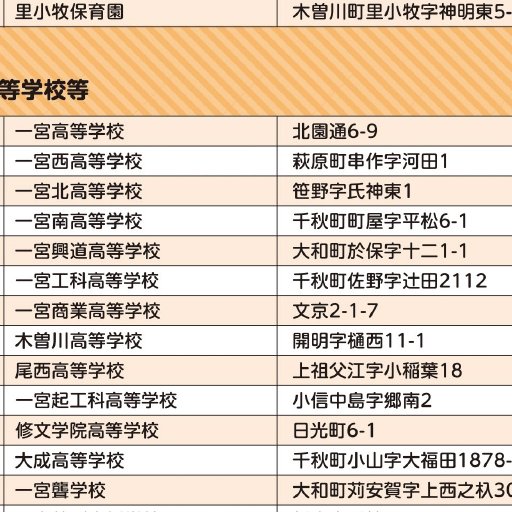 里小牧保育園 木曽川町里小牧字神明東5-
等学校等
一宮高等学校 北園通6-9
一宮西高等学校 萩原町串作字河田1
一宮北高等学校 笹野字氏神東1
一宮南高等学校 千秋町町屋字平松6-1
一宮興道高等学校 大和町於保字十二1-1
一宮工科高等学校 千秋町佐野字辻田2112
一宮商業高等学校 文京2-1-7
木曽川高等学校 開明字樋西11-1
尾西高等学校 上祖父江字小稲葉18
一宮起工科高等学校 小信中島字郷南2
修文学院高等学校 日光町6-1
大成高等学校 千秋町小山字大福田1878-
一宮聾学校 大和町苅安賀字上西之杁30